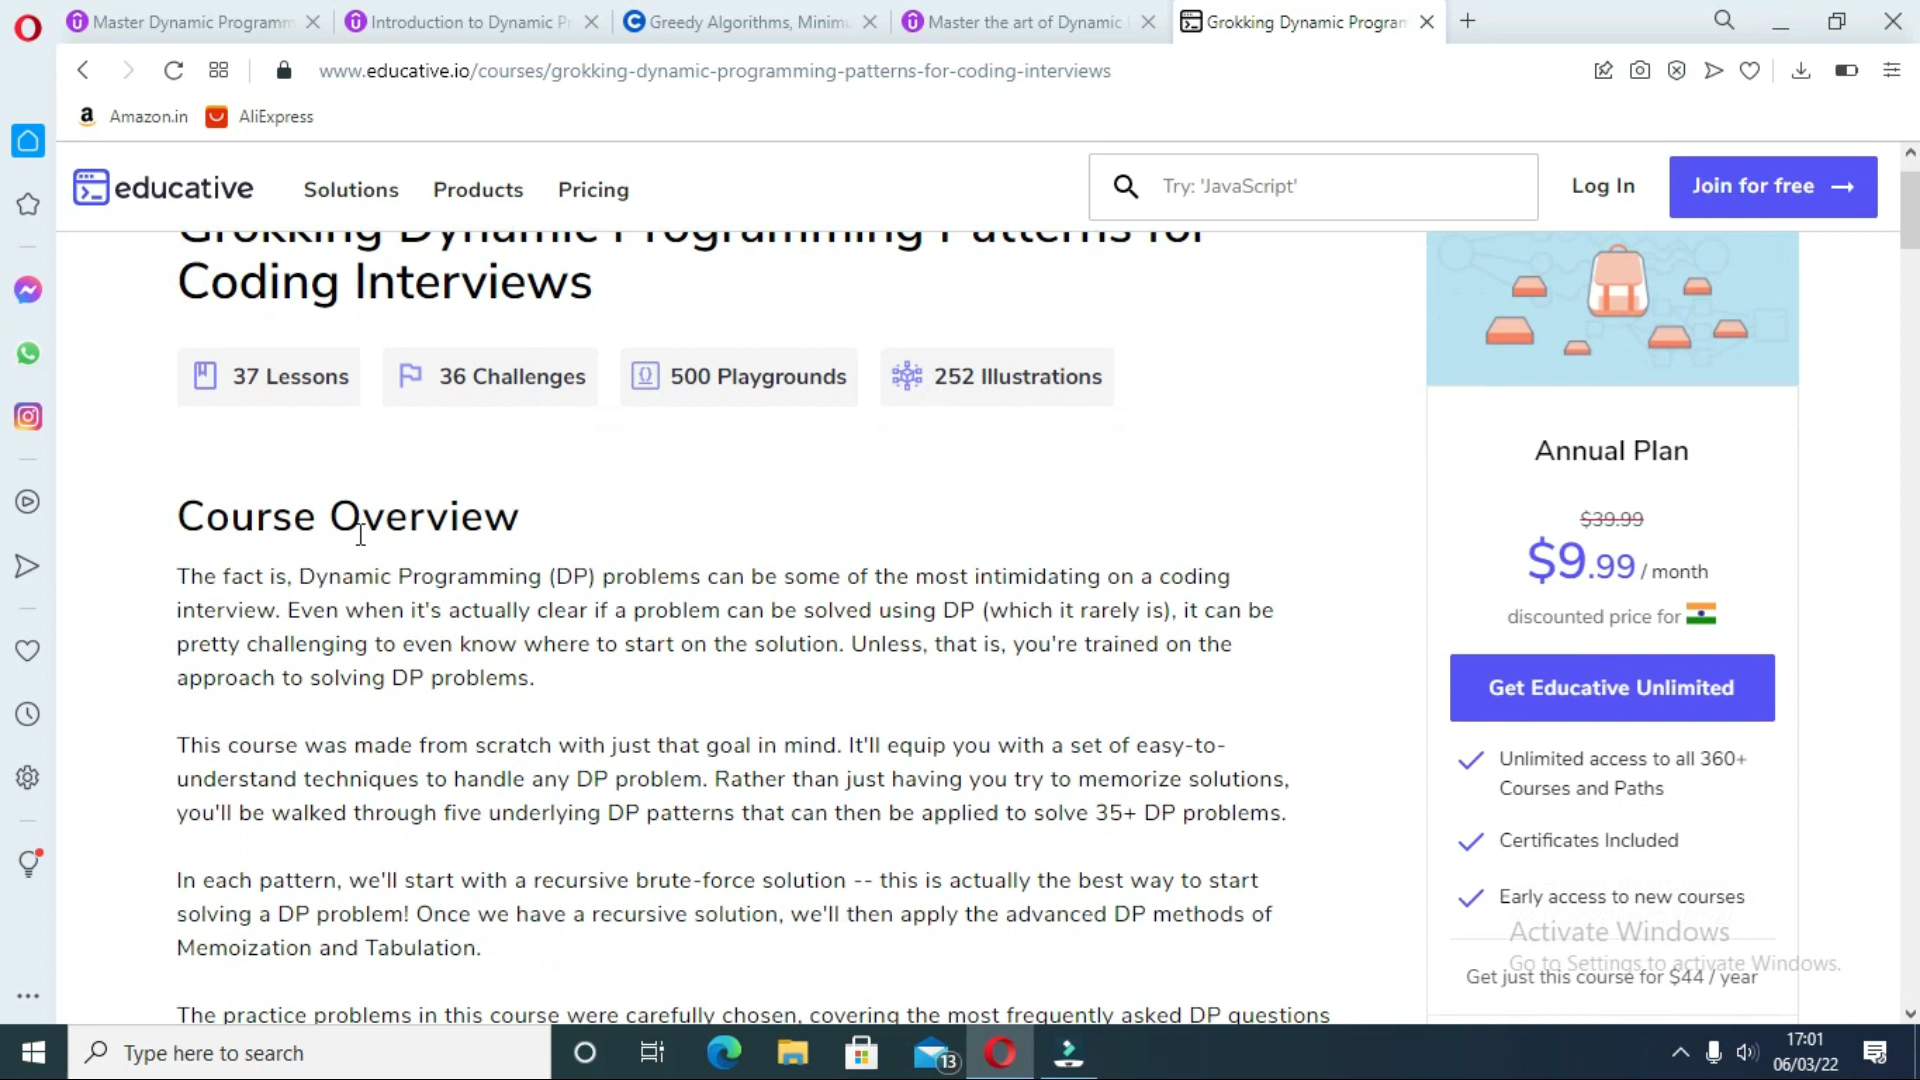 Master Dynamic Programm
Introduction to Dynamic P
Greedy Algorithms, Minimu
Master the art of Dynamic
Grokking Dynamic Program
www.educative.io/courses/grokking-dynamic-programming-patterns-for-coding-interviews
Amazon.in
AliExpress
educative
Solutions
Products
Pricing
Try: 'JavaScript'
Log In
Join for free
Grokking Dynamic Programming Patterns for
Coding Interviews
37 Lessons
36 Challenges
500 Playgrounds
252 Illustrations
Course Overview
The fact is, Dynamic Programming (DP) problems can be some of the most intimidating on a coding
interview. Even when it's actually clear if a problem can be solved using DP (which it rarely is), it can be
pretty challenging to even know where to start on the solution. Unless, that is, you're trained on the
approach to solving DP problems.
This course was made from scratch with just that goal in mind. It'll equip you with a set of easy-to-
understand techniques to handle any DP problem. Rather than just having you try to memorize solutions,
you'll be walked through five underlying DP patterns that can then be applied to solve 35+ DP problems.
In each pattern, we'll start with a recursive brute-force solution -- this is actually the best way to start
solving a DP problem! Once we have a recursive solution, we'll then apply the advanced DP methods of
Memoization and Tabulation.
The practice problems in this course were carefully chosen, covering the most frequently asked DP questions
Annual Plan
$39.99
$9.99 / month
discounted price for
Get Educative Unlimited
Unlimited access to all 360+
Courses and Paths
Certificates Included
Early access to new courses
Activate Windows
Go to Settings to activate Windows.
Get just this course for $44 / year
Type here to search
13
17:01
06/03/22